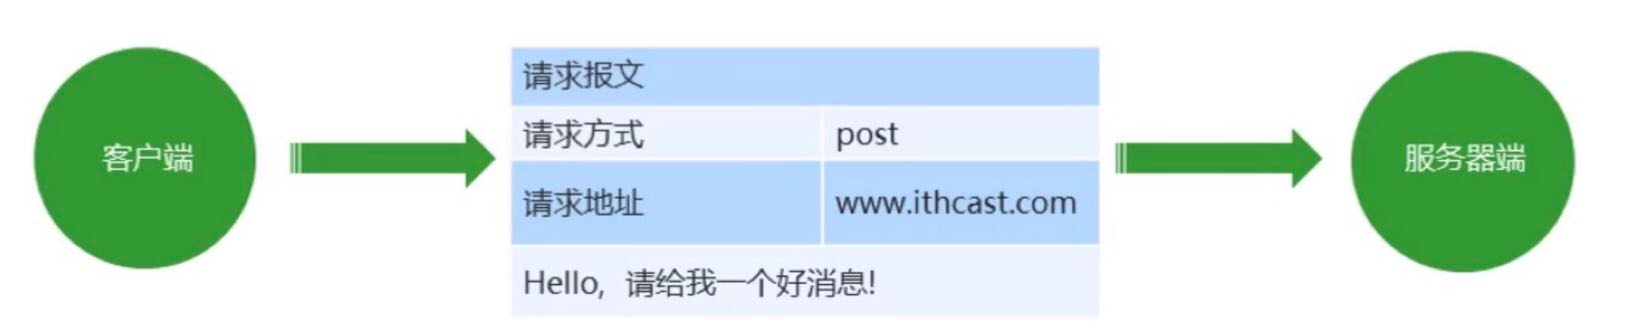 客户端
请求报文
请求方式 post
请求地址 www.ithcast.com
Hello, 请给我一个好消息!
服务器端